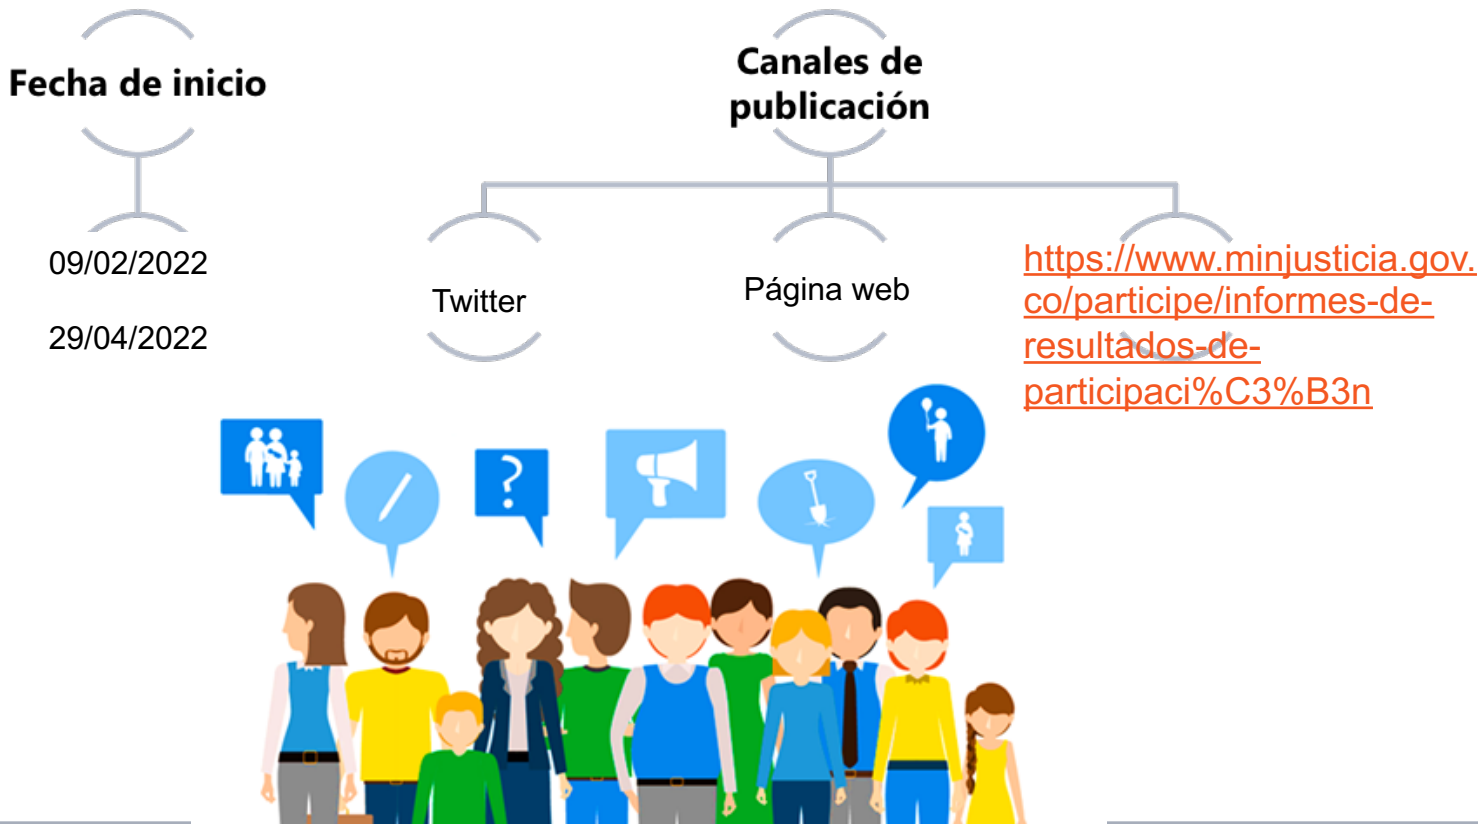 Fecha de inicio
09/02/2022
29/04/2022
Canales de
publicación
Twitter
Página web
https://www.minjusticia.gov.
co/participe/informes-de-
resultados-de-
participaci%C3%B3n
?